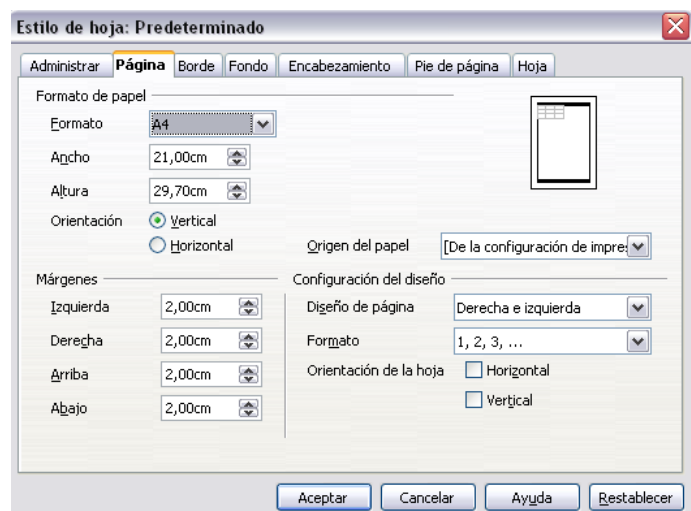 Estilo de hoja: Predeterminado
Administrar Página Borde Fondo Encabezamiento Pie de página Hoja
Formato de papel
Formato A4
Ancho 21,00cm
Altura 29,70cm
Orientación Vertical
Horizontal
Origen del papel [De la configuración de impres
Márgenes
Izquierda 2,00cm
Derecha 2,00cm
Arriba 2,00cm
Abajo 2,00cm
Configuración del diseño
Diseño de página Derecha e izquierda
Formato 1, 2, 3, ...
Orientación de la hoja Horizontal
Vertical
Aceptar Cancelar Ayuda Restablecer